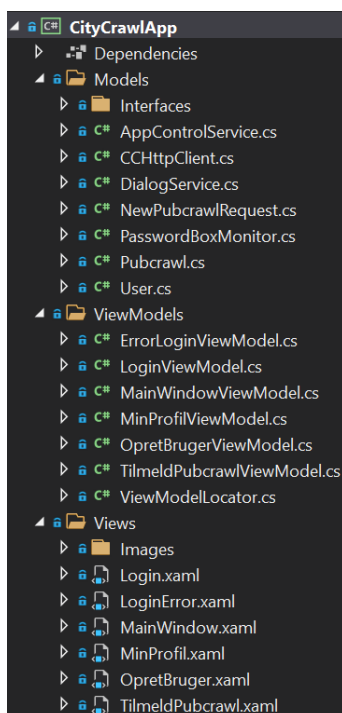 C# CityCrawlApp
Dependencies
Models
Interfaces
C# AppControlService.cs
C# CCHttpClient.cs
C# DialogService.cs
C# NewPubcrawlRequest.cs
C# PasswordBoxMonitor.cs
C# Pubcrawl.cs
C# User.cs
ViewModels
C# ErrorLoginViewModel.cs
C# LoginViewModel.cs
C# MainWindowViewModel.cs
C# MinProfilViewModel.cs
C# OpretBrugerViewModel.cs
C# TilmeldPubcrawlViewModel.cs
C# ViewModelLocator.cs
Views
Images
Login.xaml
LoginError.xaml
MainWindow.xaml
MinProfil.xaml
OpretBruger.xaml
TilmeldPubcrawl.xaml